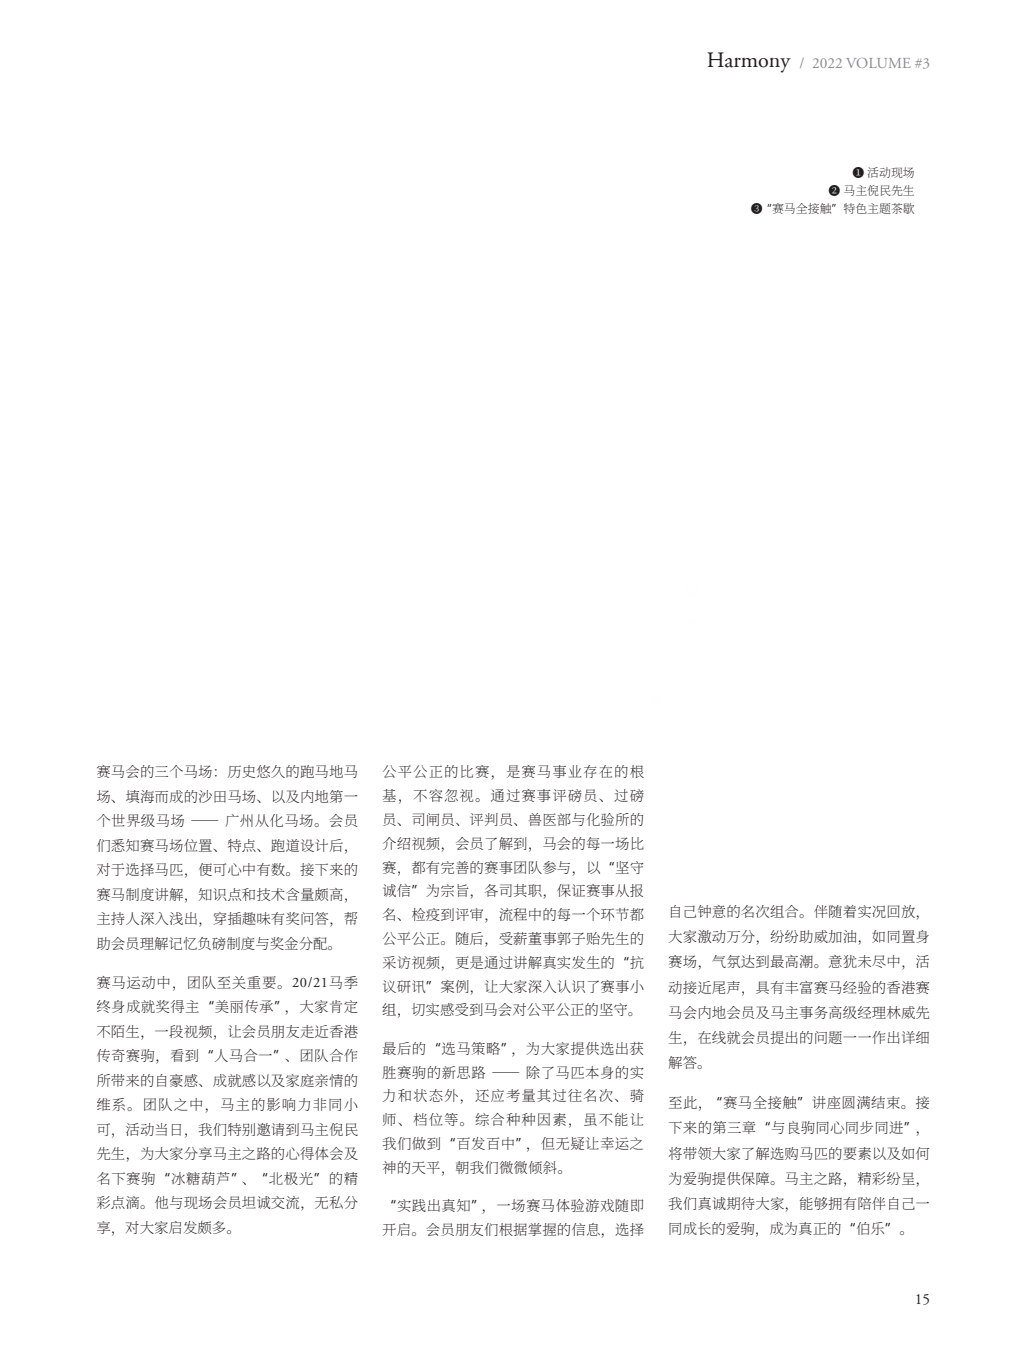 Harmony / 2022 VOLUME #3
❶ 活动现场
❷ 马主倪民先生
❸ “赛马全接触”特色主题茶歇
赛马会的三个马场：历史悠久的跑马地马
场、填海而成的沙田马场、以及内地第一
个世界级马场 —— 广州从化马场。会员
们悉知赛马场位置、特点、跑道设计后，
对于选择马匹，便可心中有数。接下来的
赛马制度讲解，知识点和技术含量颇高，
主持人深入浅出，穿插趣味有奖问答，帮
助会员理解记忆负磅制度与奖金分配。
赛马运动中，团队至关重要。20/21马季
终身成就奖得主“美丽传承”，大家肯定
不陌生，一段视频，让会员朋友走近香港
传奇赛驹，看到“人马合一”、团队合作
所带来的自豪感、成就感以及家庭亲情的
维系。团队之中，马主的影响力非同小
可，活动当日，我们特别邀请到马主倪民
先生，为大家分享马主之路的心得体会及
名下赛驹“冰糖葫芦”、“北极光”的精
彩点滴。他与现场会员坦诚交流，无私分
享，对大家启发颇多。
公平公正的比赛，是赛马事业存在的根
基，不容忽视。通过赛事评磅员、过磅
员、司闸员、评判员、兽医部与化验所的
介绍视频，会员了解到，马会的每一场比
赛，都有完善的赛事团队参与，以“坚守
诚信”为宗旨，各司其职，保证赛事从报
名、检疫到评审，流程中的每一个环节都
公平公正。随后，受薪董事郭子贻先生的
采访视频，更是通过讲解真实发生的“抗
议研讯”案例，让大家深入认识了赛事小
组，切实感受到马会对公平公正的坚守。
最后的“选马策略”，为大家提供选出获
胜赛驹的新思路 —— 除了马匹本身的实
力和状态外，还应考量其过往名次、骑
师、档位等。综合种种因素，虽不能让
我们做到“百发百中”，但无疑让幸运之
神的天平，朝我们微微倾斜。
“实践出真知”，一场赛马体验游戏随即
开启。会员朋友们根据掌握的信息，选择
自己钟意的名次组合。伴随着实况回放，
大家激动万分，纷纷助威加油，如同置身
赛场，气氛达到最高潮。意犹未尽中，活
动接近尾声，具有丰富赛马经验的香港赛
马会内地会员及马主事务高级经理林威先
生，在线就会员提出的问题一一作出详细
解答。
至此，“赛马全接触”讲座圆满结束。接
下来的第三章“与良驹同心同步同进”，
将带领大家了解选购马匹的要素以及如何
为爱驹提供保障。马主之路，精彩纷呈，
我们真诚期待大家，能够拥有陪伴自己一
同成长的爱驹，成为真正的“伯乐”。
15